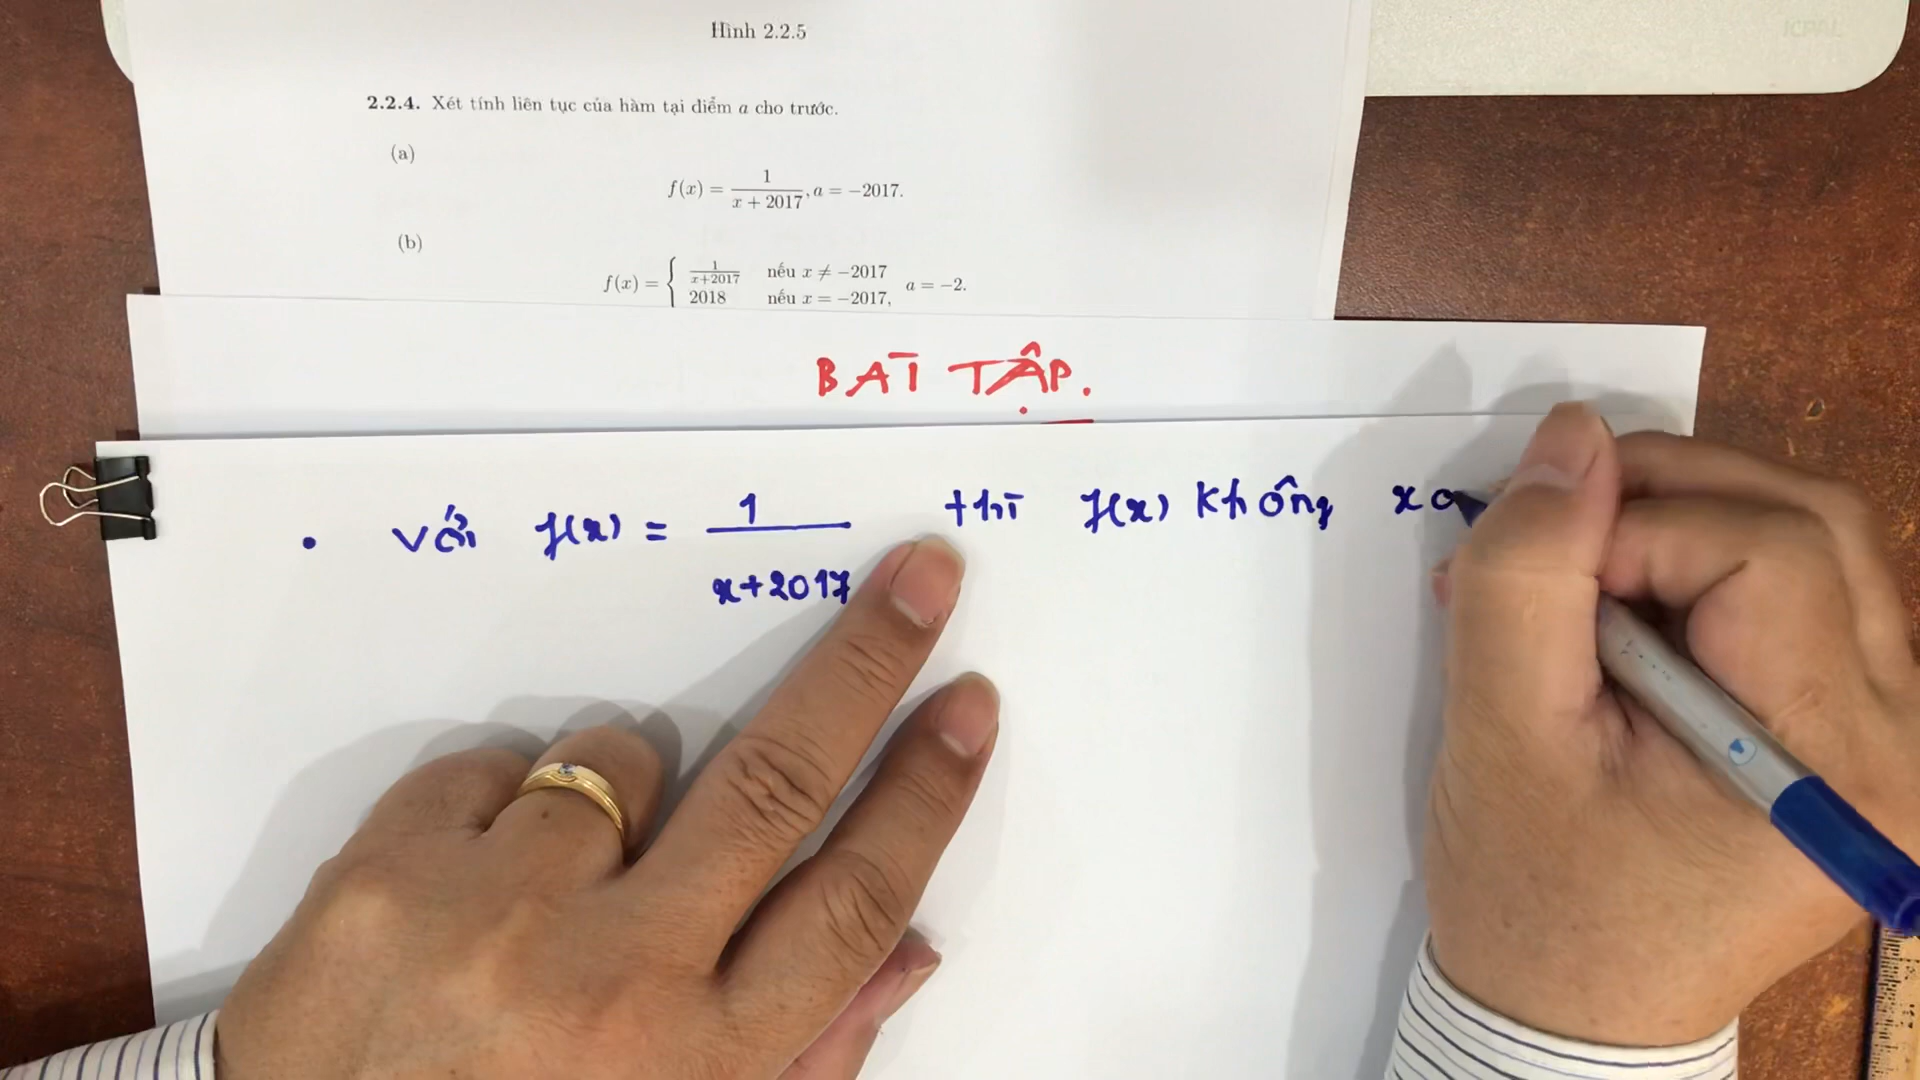 Hình 2.2.5
2.2.4. Xét tính liên tục của hàm tại điểm a cho trước.
(a)
f(x) = 1/(x + 2017), a = −2017.
(b)
f(x) = { 1/(x+2017) nếu x ≠ −2017
2018 nếu x = −2017, a = −2.
BÀI TẬP.
• Với f(x) = 1/(x+2017) thì f(x) không